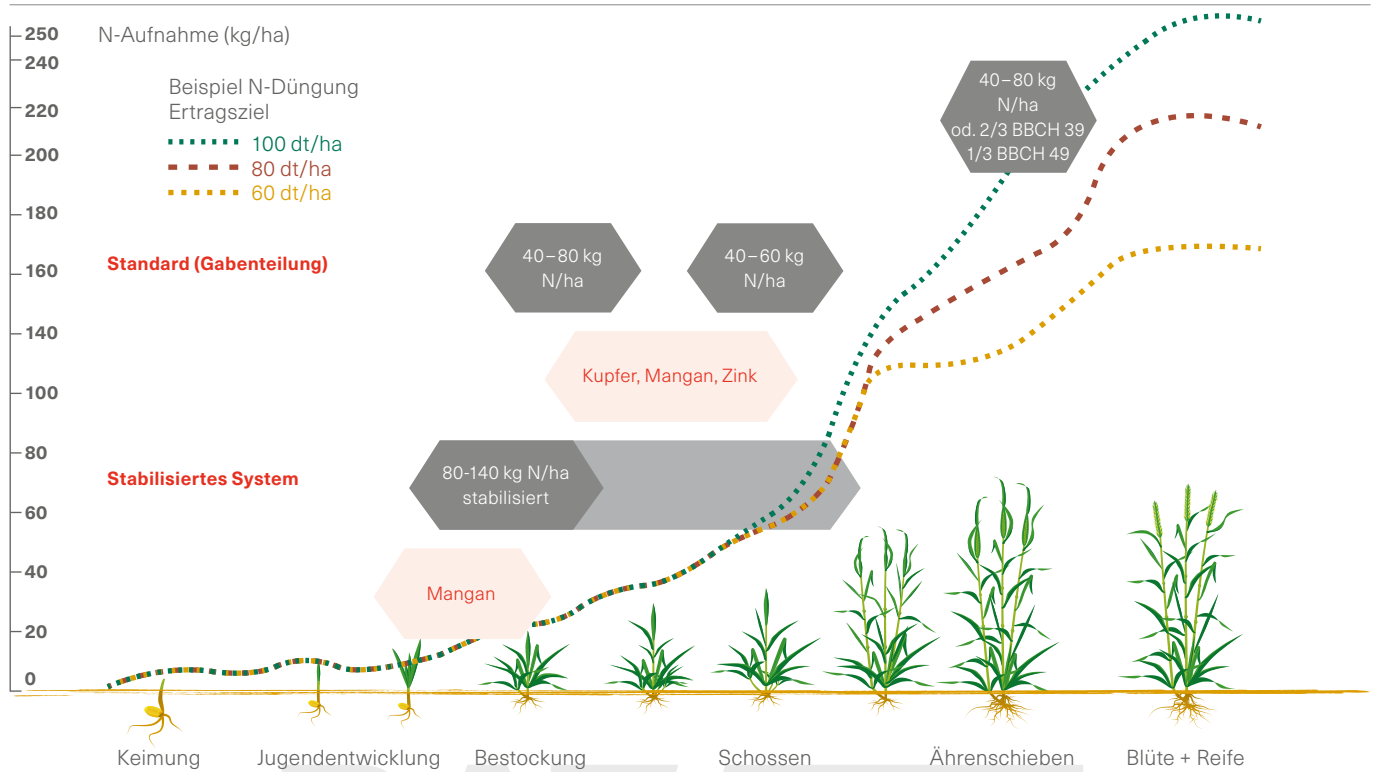 250
N-Aufnahme (kg/ha)
240
Beispiel N-Düngung
Ertragsziel
100 dt/ha
80 dt/ha
60 dt/ha
220
200
180
160
140
120
100
80
60
40
20
0
40–80 kg
N/ha
od. 2/3 BBCH 39
1/3 BBCH 49
Standard (Gabenteilung)
40–80 kg
N/ha
40–60 kg
N/ha
Kupfer, Mangan, Zink
Stabilisiertes System
80-140 kg N/ha
stabilisiert
Mangan
Keimung
Jugendentwicklung
Bestockung
Schossen
Ährenschieben
Blüte + Reife